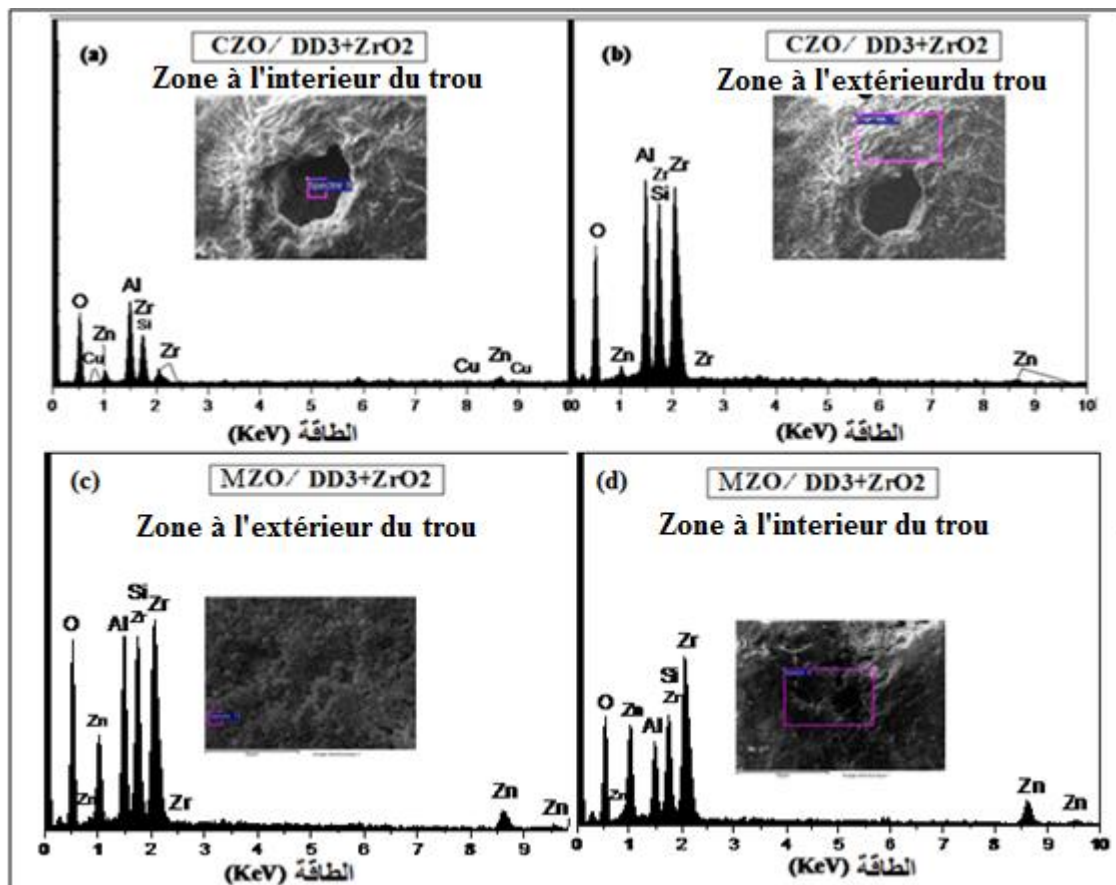 (a)
CZO/ DD3+ZrO2
Zone à l'interieur du trou
O
Cu
Zn
Al
Zr
Si
Zr
Cu
Zn
Cu
0 1 2 3 4 5 6 7 8 9
(KeV) الطاقة
(b)
CZO/ DD3+ZrO2
Zone à l'extérieurdu trou
O
Zn
Al
Zr
Si
Zr
Zr
Zn
0 1 2 3 4 5 6 7 8 9 10
(KeV) الطاقة
(c)
MZO/ DD3+ZrO2
Zone à l'extérieur du trou
O
Zn
Zn
Al
Si
Zr
Zr
Zr
Zn
Zn
0 1 2 3 4 5 6 7 8 9
(KeV) الطاقة
(d)
MZO/ DD3+ZrO2
Zone à l'interieur du trou
O
Zn
Zn
Al
Si
Zr
Zr
Zn
Zn
0 1 2 3 4 5 6 7 8 9 10
(KeV) الطاقة